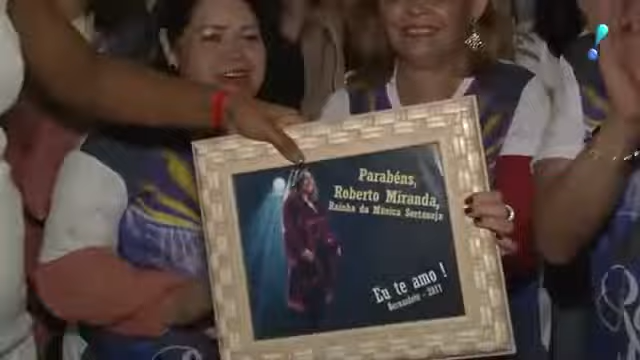 Parabéns,
Roberto Miranda,
Rainha da Música Sertaneja
Eu te amo !
Bernadete - 2011